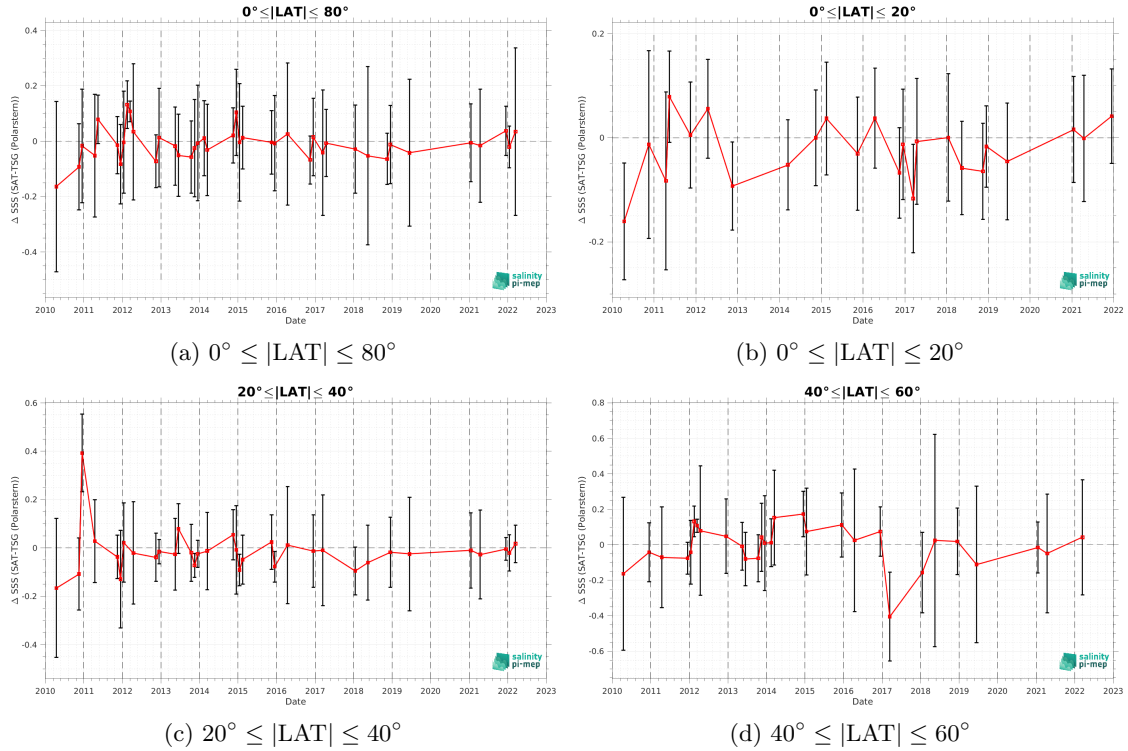 0°≤|LAT|≤ 80°
Δ SSS (SAT-TSG (Polarstern))
0.4
0.2
0
-0.2
-0.4
2010 2011 2012 2013 2014 2015 2016 2017 2018 2019 2020 2021 2022 2023
Date
salinity
pi-mep
(a) 0° ≤ |LAT| ≤ 80°
0°≤|LAT|≤ 20°
Δ SSS (SAT-TSG (Polarstern))
0.2
0
-0.2
2010 2011 2012 2013 2014 2015 2016 2017 2018 2019 2020 2021 2022
Date
salinity
pi-mep
(b) 0° ≤ |LAT| ≤ 20°
20°≤|LAT|≤ 40°
Δ SSS (SAT-TSG (Polarstern))
0.6
0.4
0.2
0
-0.2
-0.4
2010 2011 2012 2013 2014 2015 2016 2017 2018 2019 2020 2021 2022 2023
Date
salinity
pi-mep
(c) 20° ≤ |LAT| ≤ 40°
40°≤|LAT|≤ 60°
Δ SSS (SAT-TSG (Polarstern))
0.8
0.6
0.4
0.2
0
-0.2
-0.4
-0.6
2010 2011 2012 2013 2014 2015 2016 2017 2018 2019 2020 2021 2022 2023
Date
salinity
pi-mep
(d) 40° ≤ |LAT| ≤ 60°